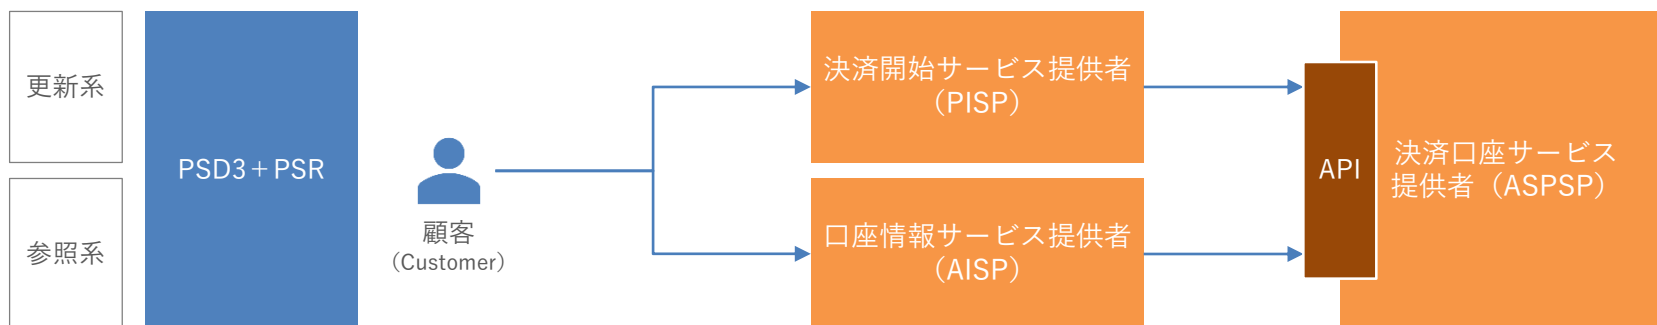 更新系
参照系
PSD3+PSR
顧客
(Customer)
決済開始サービス提供者
(PISP)
口座情報サービス提供者
(AISP)
API
決済口座サービス
提供者(ASPSP)